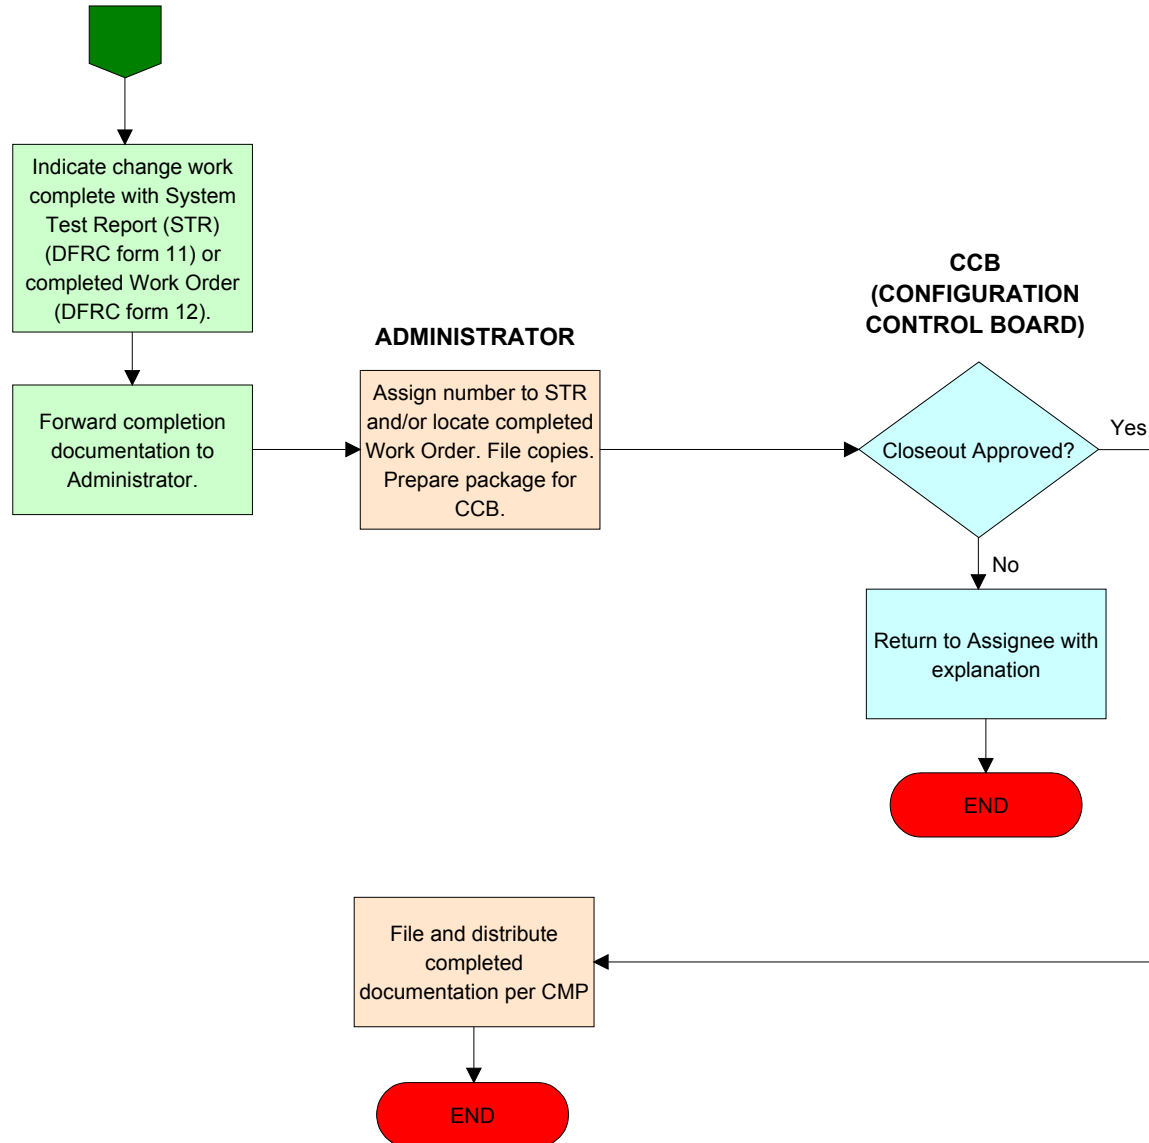 Indicate change work
complete with System
Test Report (STR)
(DFRC form 11) or
completed Work Order
(DFRC form 12).
Forward completion
documentation to
Administrator.
ADMINISTRATOR
Assign number to STR
and/or locate completed
Work Order. File copies.
Prepare package for
CCB.
CCB
(CONFIGURATION
CONTROL BOARD)
Closeout Approved?
Yes
No
Return to Assignee with
explanation
END
File and distribute
completed
documentation per CMP
END